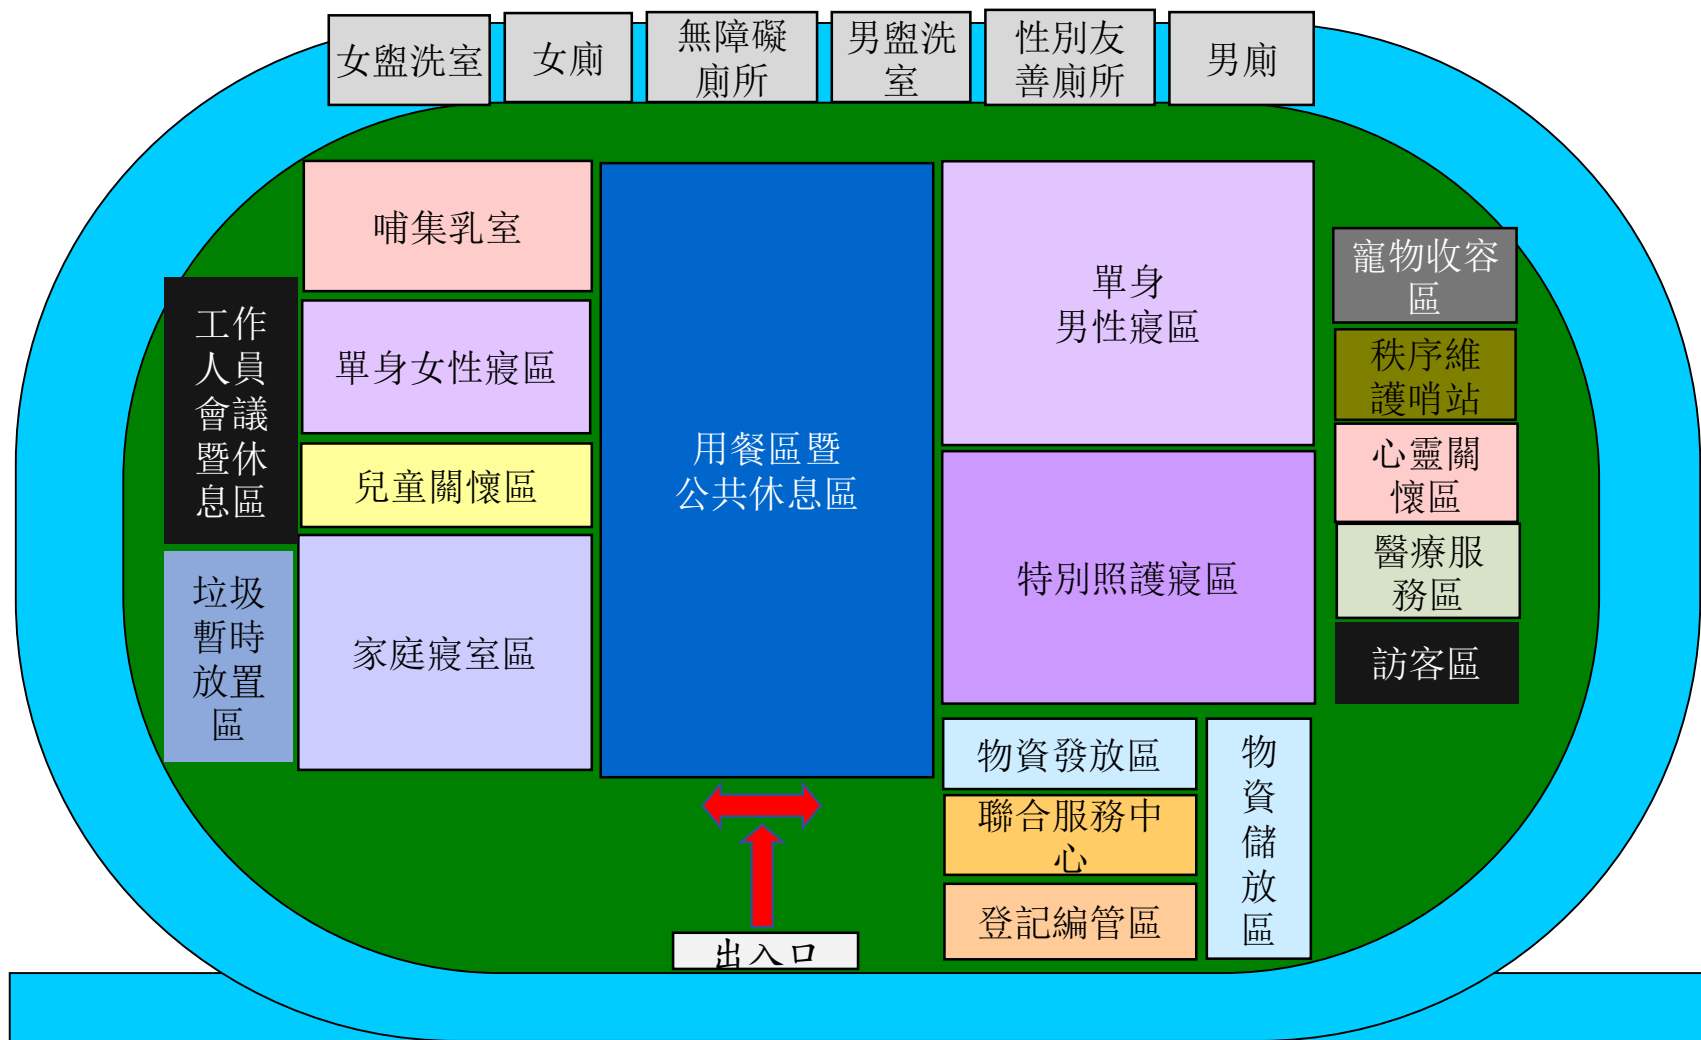 女盥洗室
女廁
無障礙
廁所
男盥洗
室
性別友
善廁所
男廁
哺集乳室
單身女性寢區
兒童關懷區
家庭寢室區
工作
人員
會議
暨休
息區
垃圾
暫時
放置
區
用餐區暨
公共休息區
單身
男性寢區
特別照護寢區
寵物收容
區
秩序維
護哨站
心靈關
懷區
醫療服
務區
訪客區
物資發放區
聯合服務中
心
登記編管區
物
資
儲
放
區
出入口